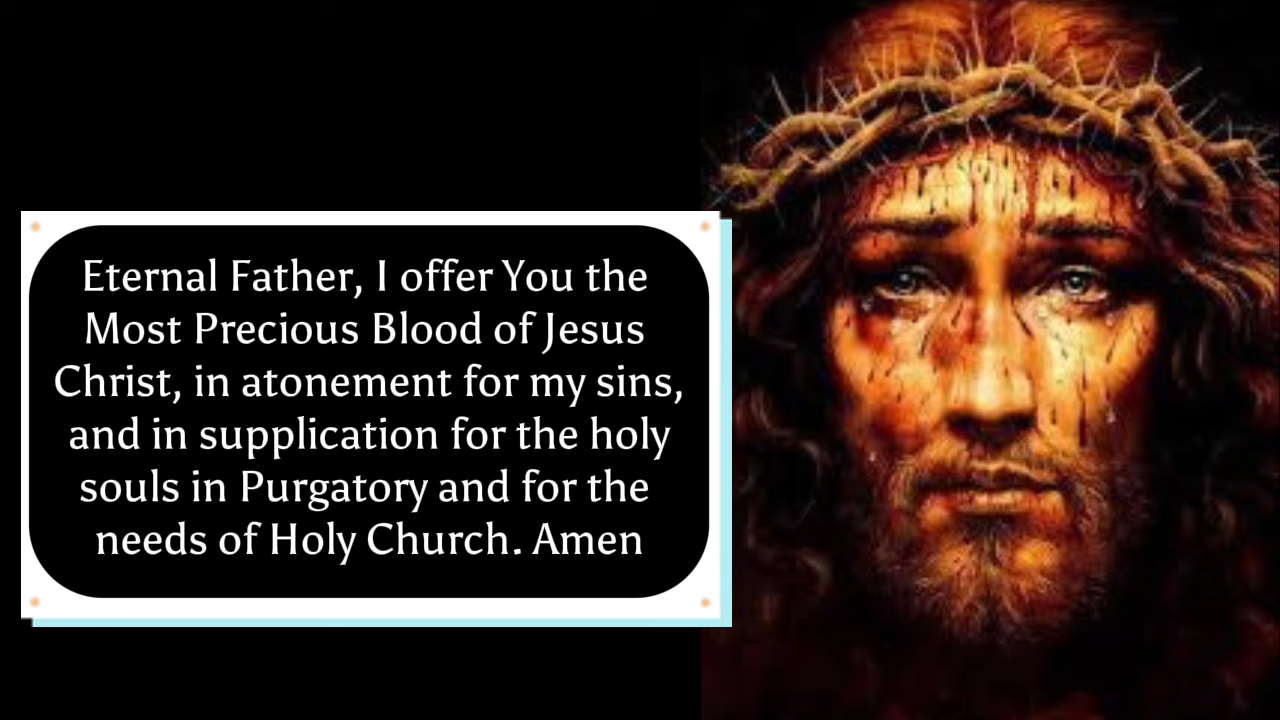 Eternal Father, I offer You the
Most Precious Blood of Jesus
Christ, in atonement for my sins,
and in supplication for the holy
souls in Purgatory and for the
needs of Holy Church. Amen